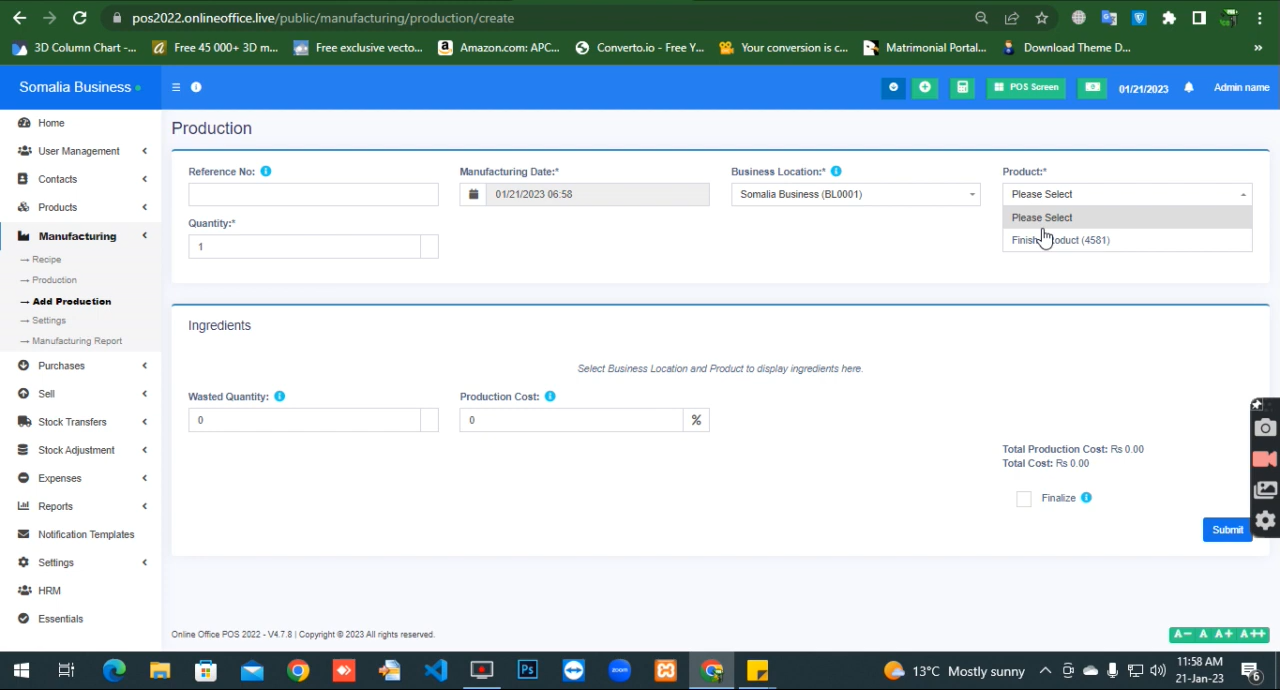 pos2022.onlineoffice.live/public/manufacturing/production/create
3D Column Chart -... Free 45 000+ 3D m... Free exclusive vecto... Amazon.com: APC... Converto.io - Free Y... Your conversion is c... Matrimonial Portal... Download Theme D... »
Somalia Business POS Screen 01/21/2023 Admin name
Home
User Management
Contacts
Products
Manufacturing
Recipe
Production
Add Production
Settings
Manufacturing Report
Purchases
Sell
Stock Transfers
Stock Adjustment
Expenses
Reports
Notification Templates
Settings
HRM
Essentials
Production
Reference No:
Manufacturing Date:*
01/21/2023 06:58
Business Location:*
Somalia Business (BL0001)
Product:*
Please Select
Please Select
(4581)
Quantity:*
1
Ingredients
Select Business Location and Product to display ingredients here.
Wasted Quantity:
0
Production Cost:
0 %
Total Production Cost: Rs 0.00
Total Cost: Rs 0.00
Finalize
Submit
Online Office POS 2022 - V4.7.8 | Copyright © 2023 All rights reserved.
A- A A+ A++
Ps zoom 13°C Mostly sunny 11:58 AM
21-Jan-23 6